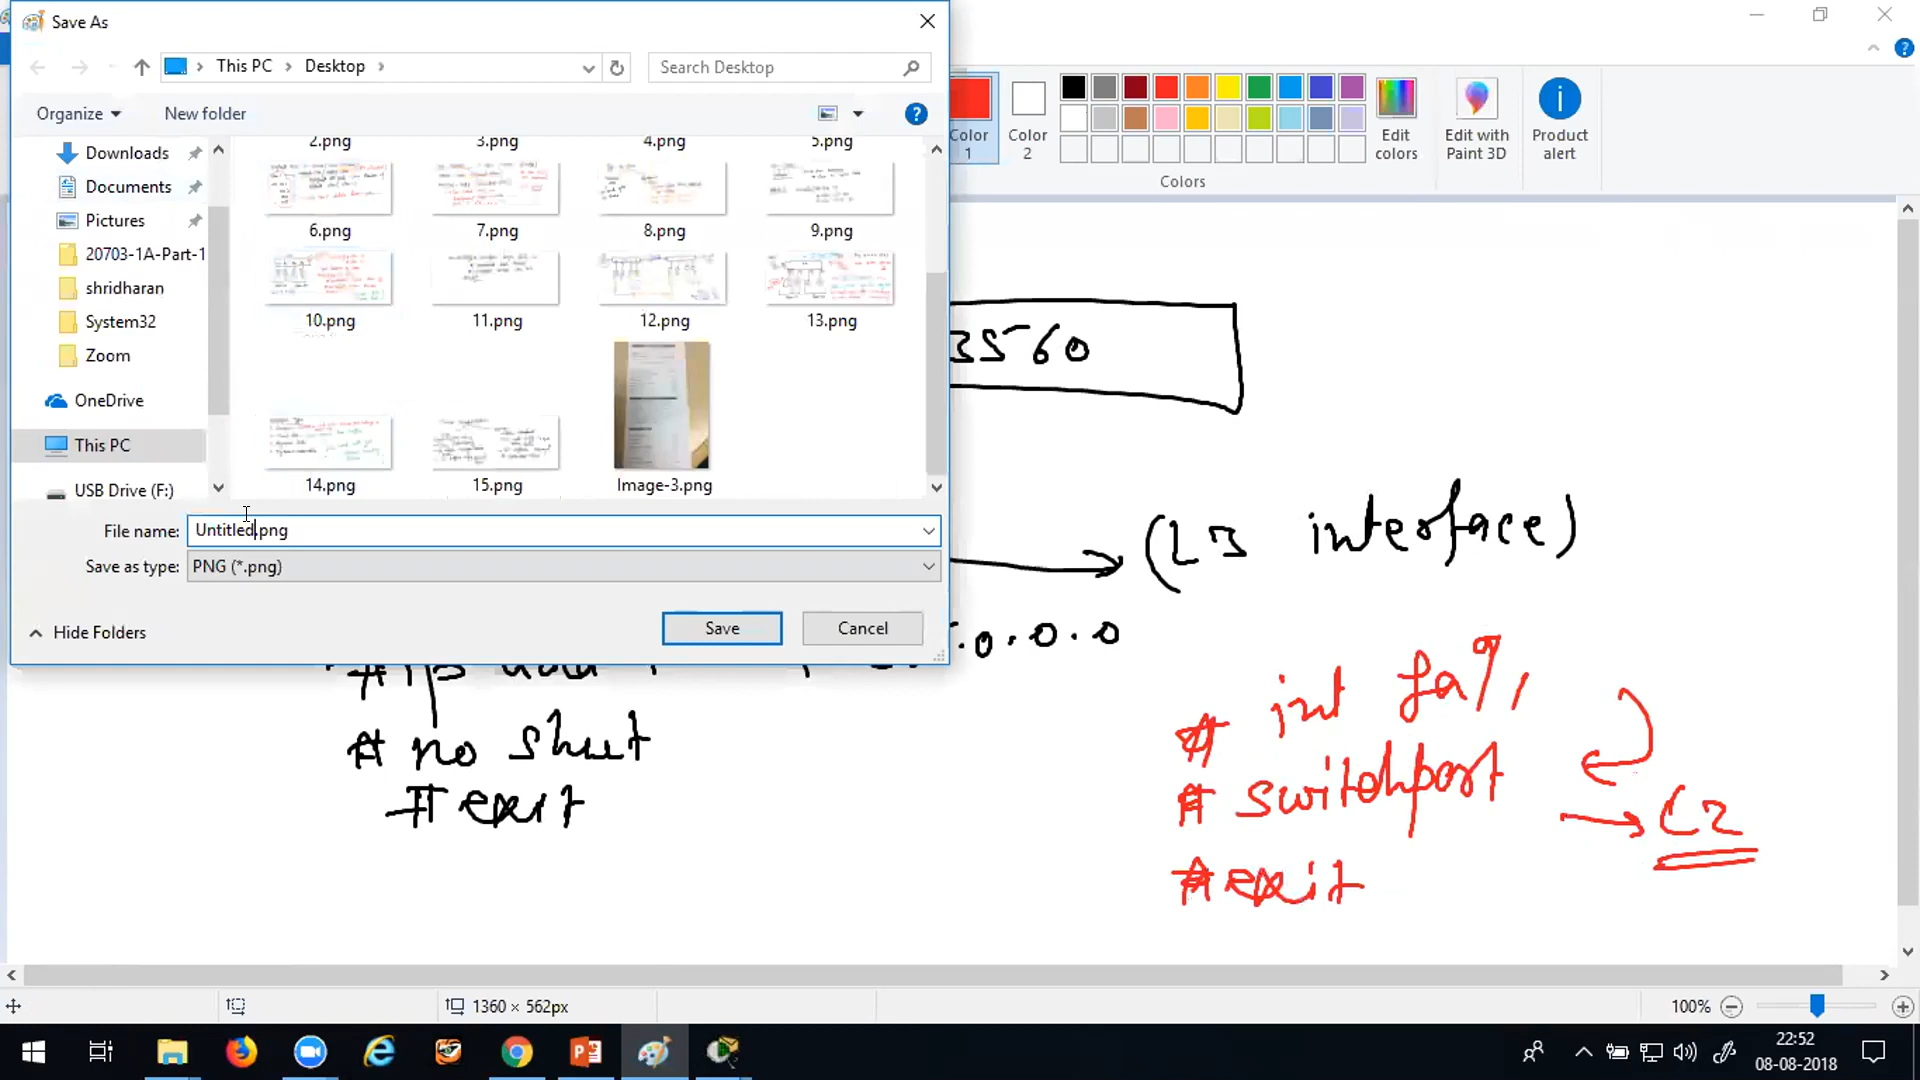 Save As
This PC
Desktop
Search Desktop
Organize
New folder
Downloads
Documents
Pictures
20703-1A-Part-1
shridharan
System32
Zoom
OneDrive
This PC
USB Drive (F:)
2.png
3.png
4.png
5.png
6.png
7.png
8.png
9.png
10.png
11.png
12.png
13.png
14.png
15.png
Image-3.png
File name:
Untitled.png
Save as type:
PNG (*.png)
Hide Folders
Save
Cancel
Color 1
Color 2
Edit colors
Edit with Paint 3D
Product alert
Colors
3560
(L3 interface)
.0.0.0
# no shut
# exit
# int fa0/1
# switchport
L2
# exit
1360 × 562px
100%
22:52
08-08-2018